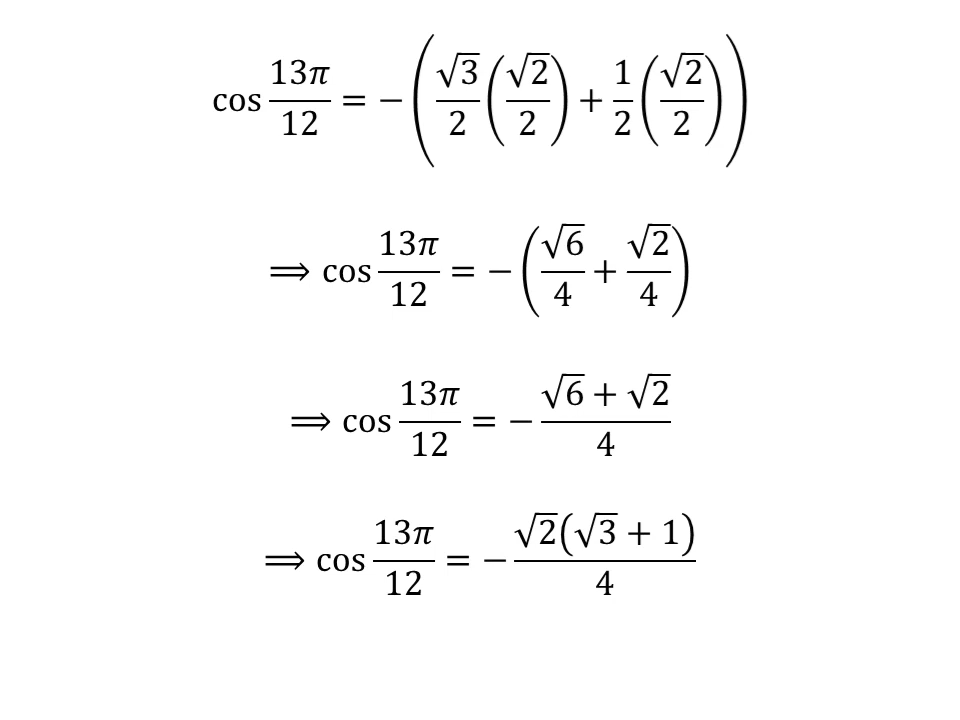 cos 13π/12 = −(√3/2 (√2/2) + 1/2 (√2/2))
⟹ cos 13π/12 = −(√6/4 + √2/4)
⟹ cos 13π/12 = − (√6 + √2)/4
⟹ cos 13π/12 = − √2(√3 + 1)/4